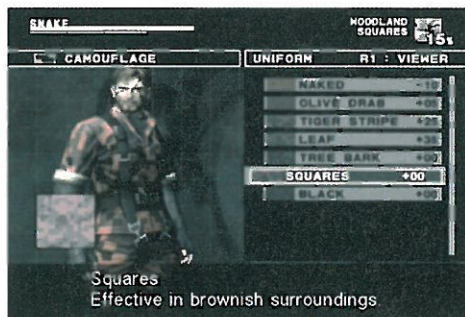 SNAKE
WOODLAND
SQUARES
15%
CAMOUFLAGE
UNIFORM R1 : VIEWER
NAKED -10
OLIVE DRAB +05
TIGER STRIPE +25
LEAF +35
TREE BARK +00
SQUARES +00
BLACK +00
Squares
Effective in brownish surroundings.